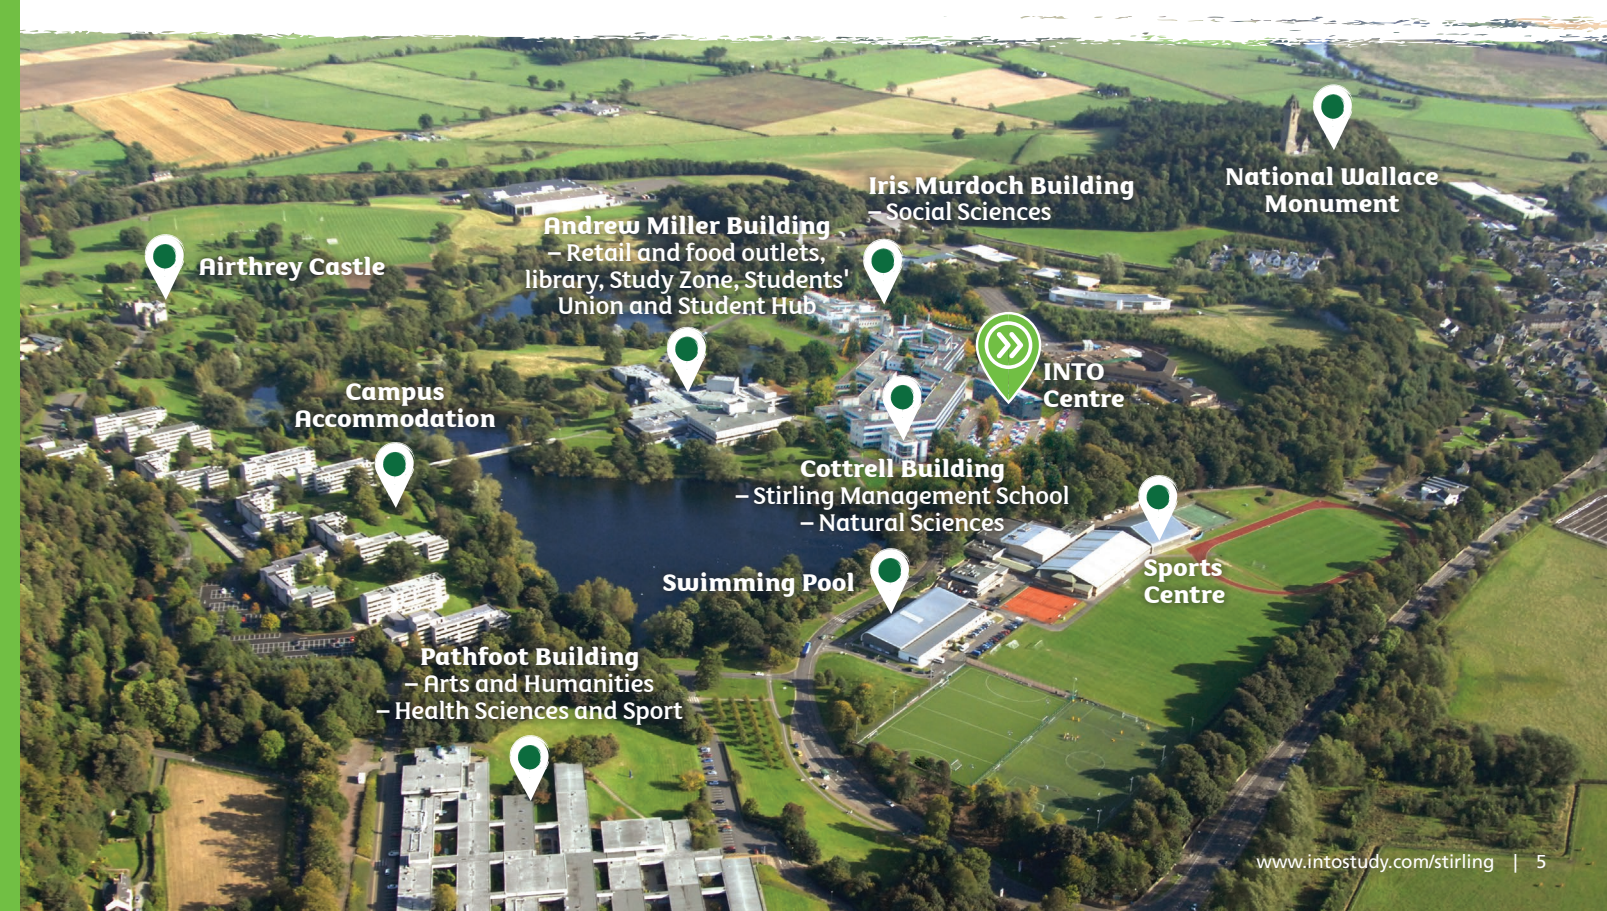 National Wallace
Monument
Iris Murdoch Building
– Social Sciences
Andrew Miller Building
– Retail and food outlets,
library, Study Zone, Students'
Union and Student Hub
Airthrey Castle
INTO
Centre
Campus
Accommodation
Cottrell Building
– Stirling Management School
– Natural Sciences
Sports
Centre
Swimming Pool
Pathfoot Building
– Arts and Humanities
– Health Sciences and Sport
www.intostudy.com/stirling | 5